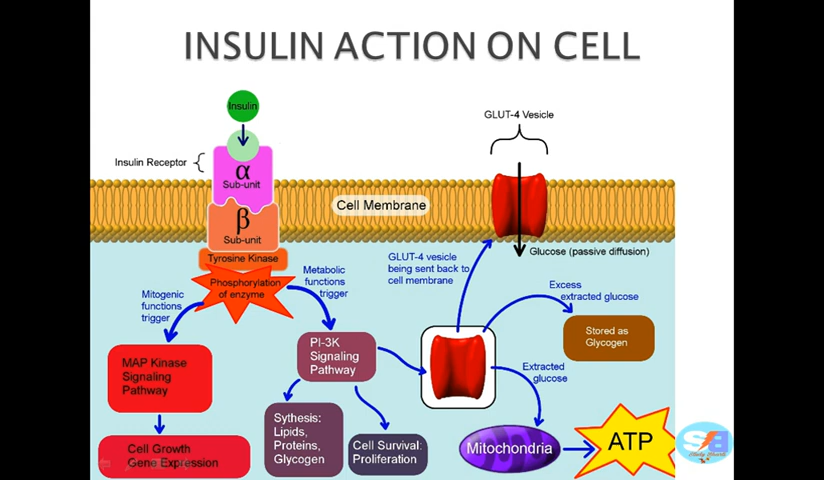 INSULIN ACTION ON CELL
Insulin
GLUT-4 Vesicle
Insulin Receptor
α
Sub-unit
Cell Membrane
β
Sub-unit
Tyrosine Kinase
Glucose (passive diffusion)
GLUT-4 vesicle
being sent back to
cell membrane
Phosphorylation
of enzyme
Metabolic
functions
trigger
Mitogenic
functions
trigger
Excess
extracted glucose
Stored as
Glycogen
PI-3K
Signaling
Pathway
MAP Kinase
Signaling
Pathway
Extracted
glucose
Sythesis:
Lipids,
Proteins,
Glycogen
Cell Survival:
Proliferation
Cell Growth
Gene Expression
Mitochondria
ATP